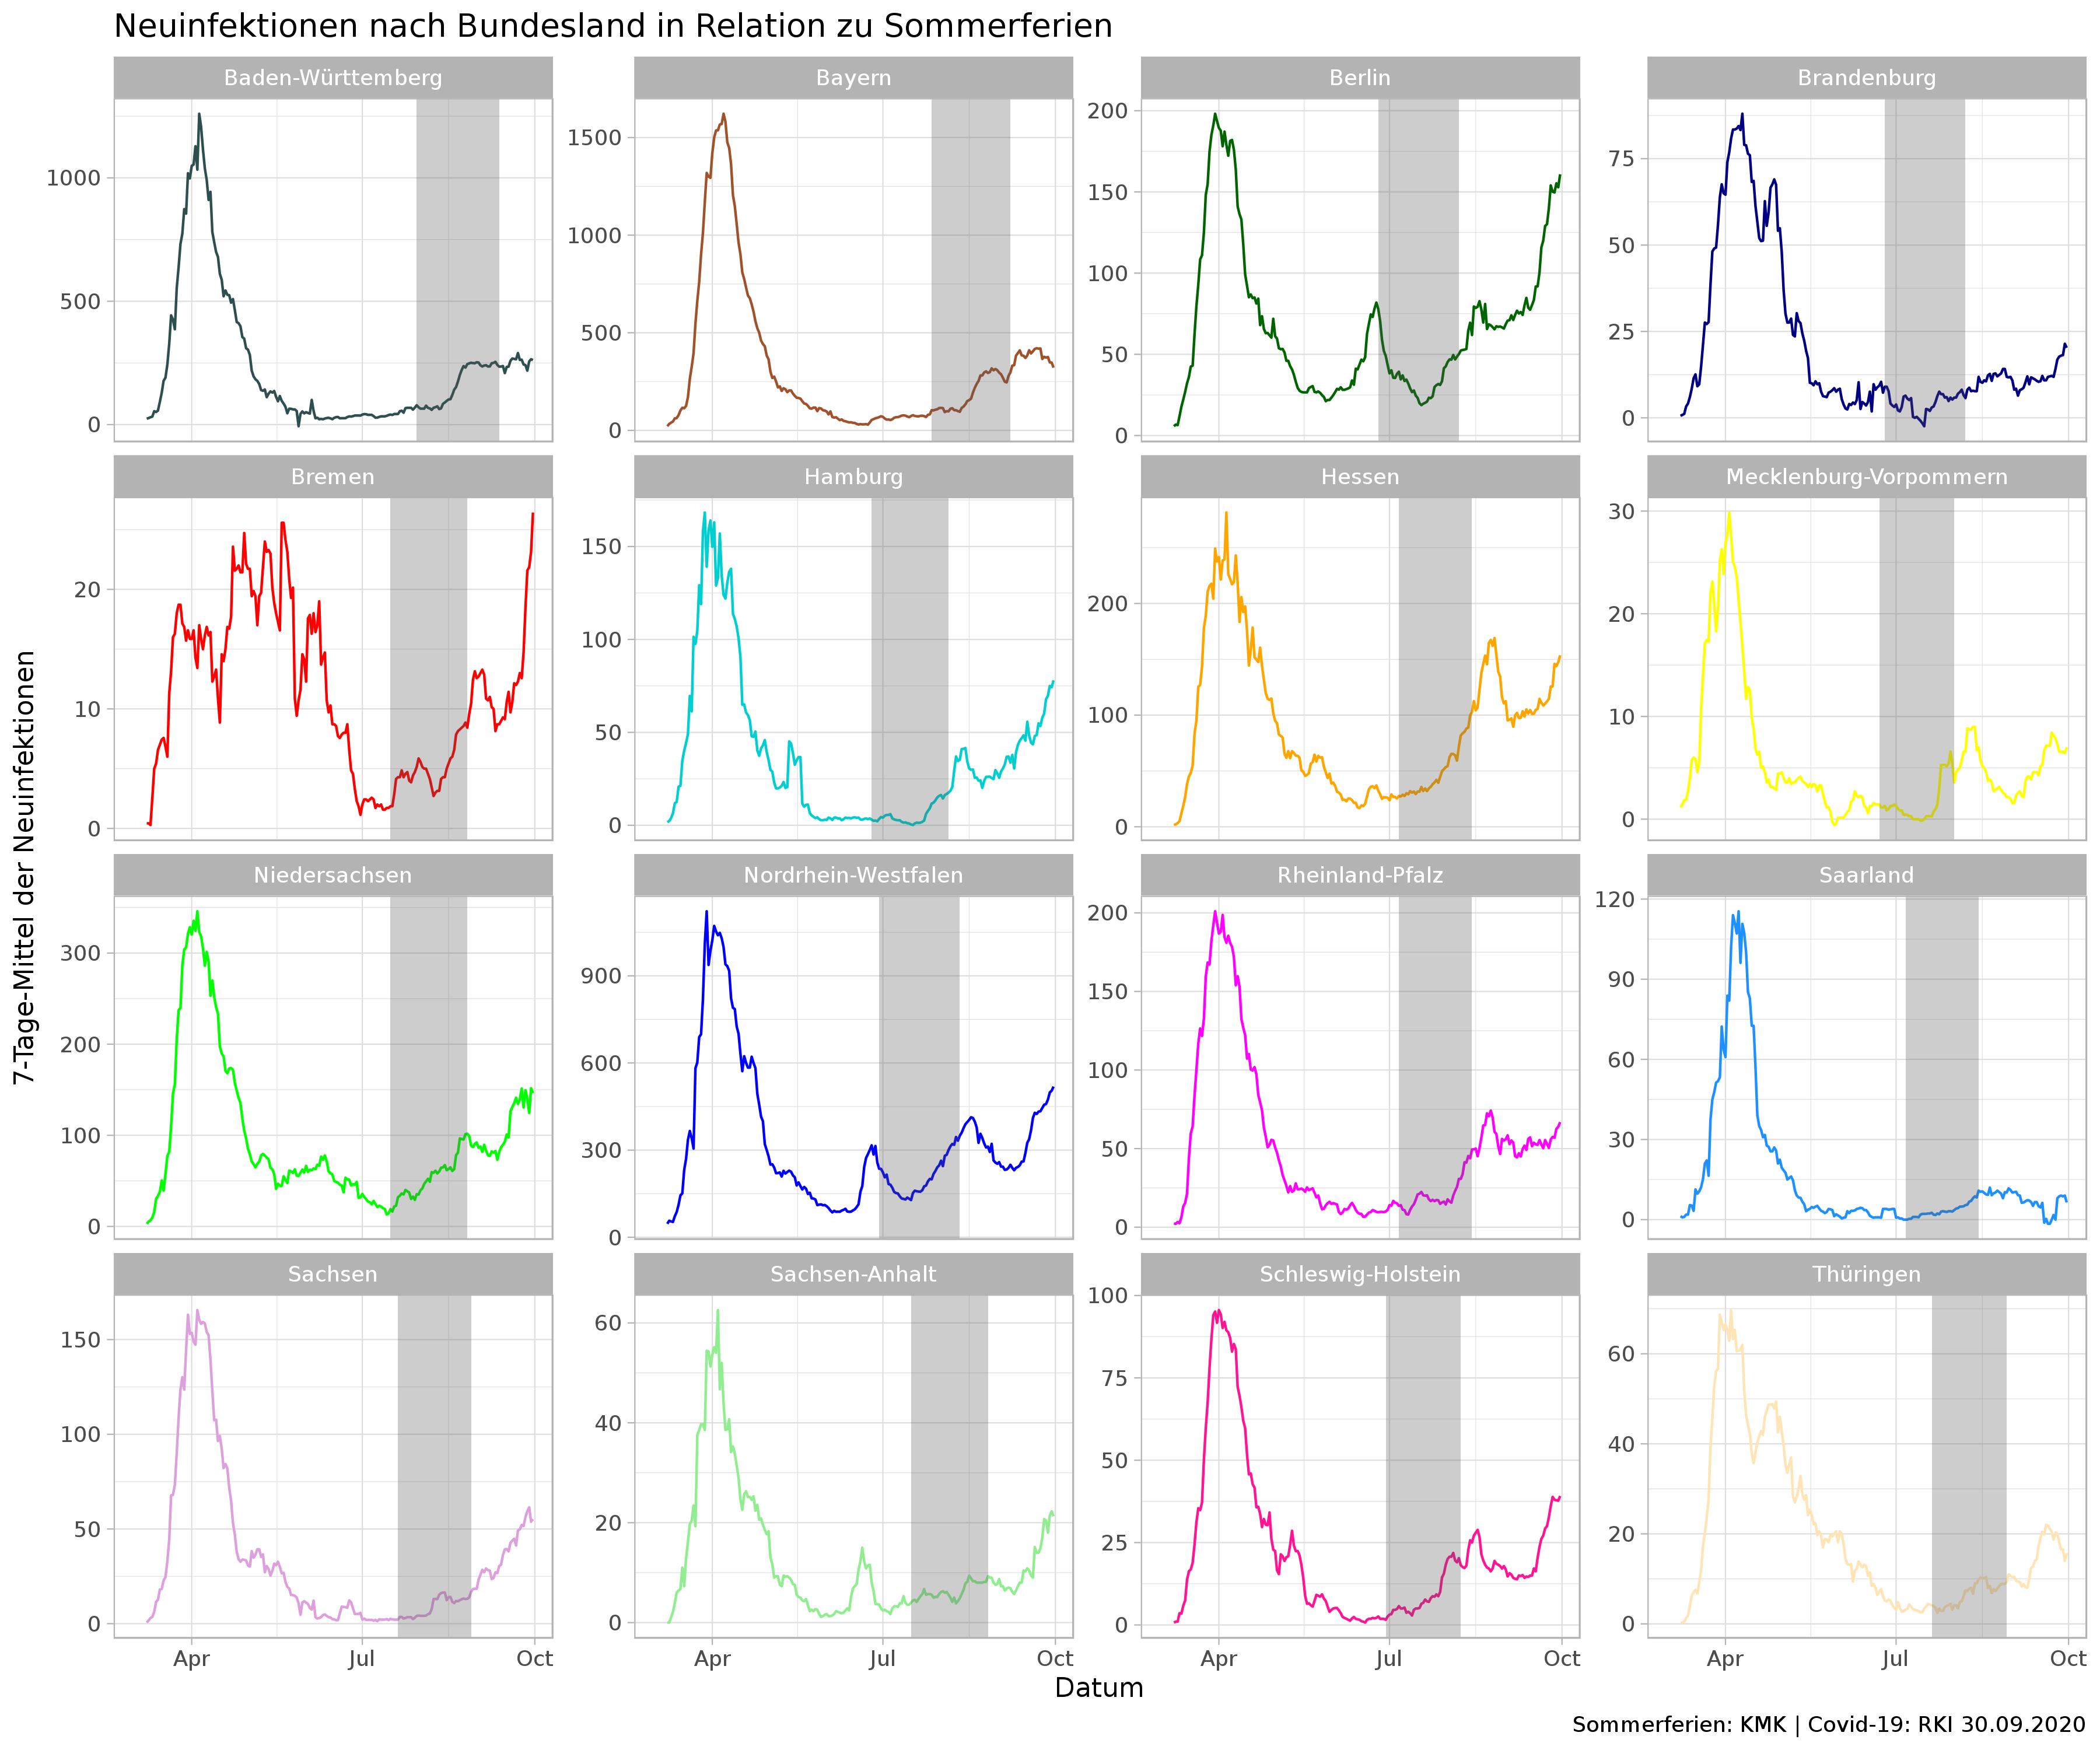 Neuinfektionen nach Bundesland in Relation zu Sommerferien
Baden-Württemberg
Bayern
Berlin
Brandenburg
1000
500
0
1500
1000
500
0
200
150
100
50
0
75
50
25
0
Bremen
Hamburg
Hessen
Mecklenburg-Vorpommern
20
10
0
150
100
50
0
200
100
0
30
20
10
0
7-Tage-Mittel der Neuinfektionen
Niedersachsen
Nordrhein-Westfalen
Rheinland-Pfalz
Saarland
300
200
100
0
900
600
300
0
200
150
100
50
0
120
90
60
30
0
Sachsen
Sachsen-Anhalt
Schleswig-Holstein
Thüringen
150
100
50
0
60
40
20
0
100
75
50
25
0
60
40
20
0
Apr Jul Oct
Apr Jul Oct
Apr Jul Oct
Apr Jul Oct
Datum
Sommerferien: KMK | Covid-19: RKI 30.09.2020